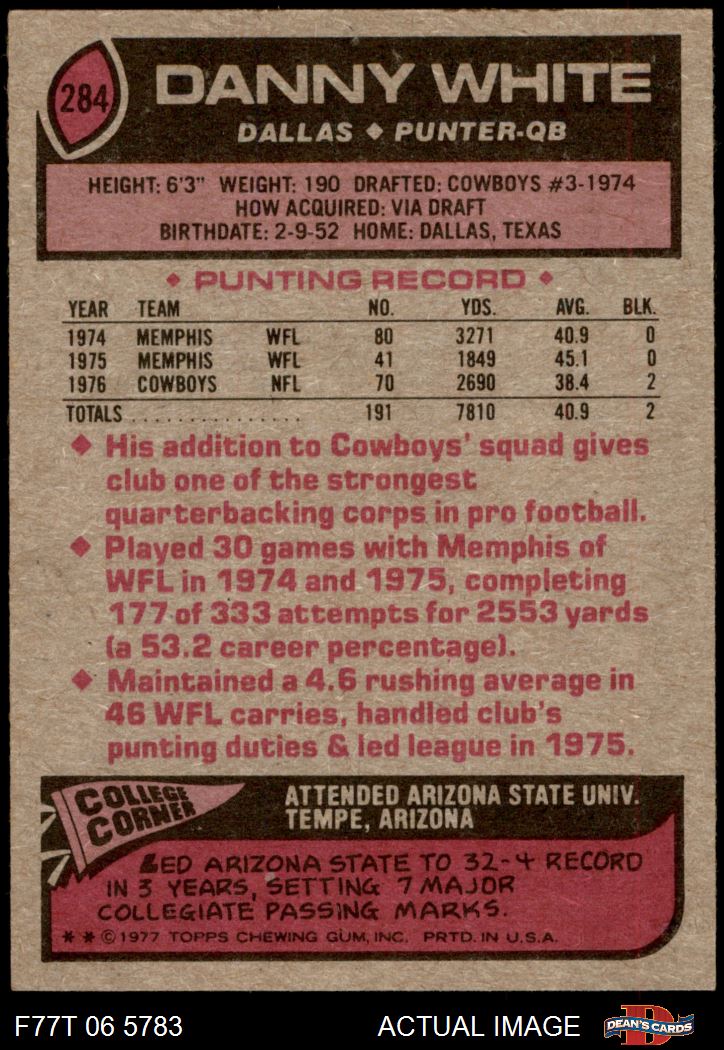 284
DANNY WHITE
DALLAS ◆ PUNTER-QB
HEIGHT: 6'3" WEIGHT: 190 DRAFTED: COWBOYS #3-1974
HOW ACQUIRED: VIA DRAFT
BIRTHDATE: 2-9-52 HOME: DALLAS, TEXAS
◆ PUNTING RECORD ◆
YEAR TEAM NO. YDS. AVG. BLK.
1974 MEMPHIS WFL 80 3271 40.9 0
1975 MEMPHIS WFL 41 1849 45.1 0
1976 COWBOYS NFL 70 2690 38.4 2
TOTALS . . . . . . . . . . . . . . . . 191 7810 40.9 2
◆ His addition to Cowboys' squad gives
club one of the strongest
quarterbacking corps in pro football.
◆ Played 30 games with Memphis of
WFL in 1974 and 1975, completing
177 of 333 attempts for 2553 yards
(a 53.2 career percentage).
◆ Maintained a 4.6 rushing average in
46 WFL carries, handled club's
punting duties & led league in 1975.
COLLEGE
CORNER
ATTENDED ARIZONA STATE UNIV.
TEMPE, ARIZONA
LED ARIZONA STATE TO 32-4 RECORD
IN 3 YEARS, SETTING 7 MAJOR
COLLEGIATE PASSING MARKS.
** © 1977 TOPPS CHEWING GUM, INC. PRTD. IN U.S.A.
F77T 06 5783 ACTUAL IMAGE
D
DEAN'S CARDS